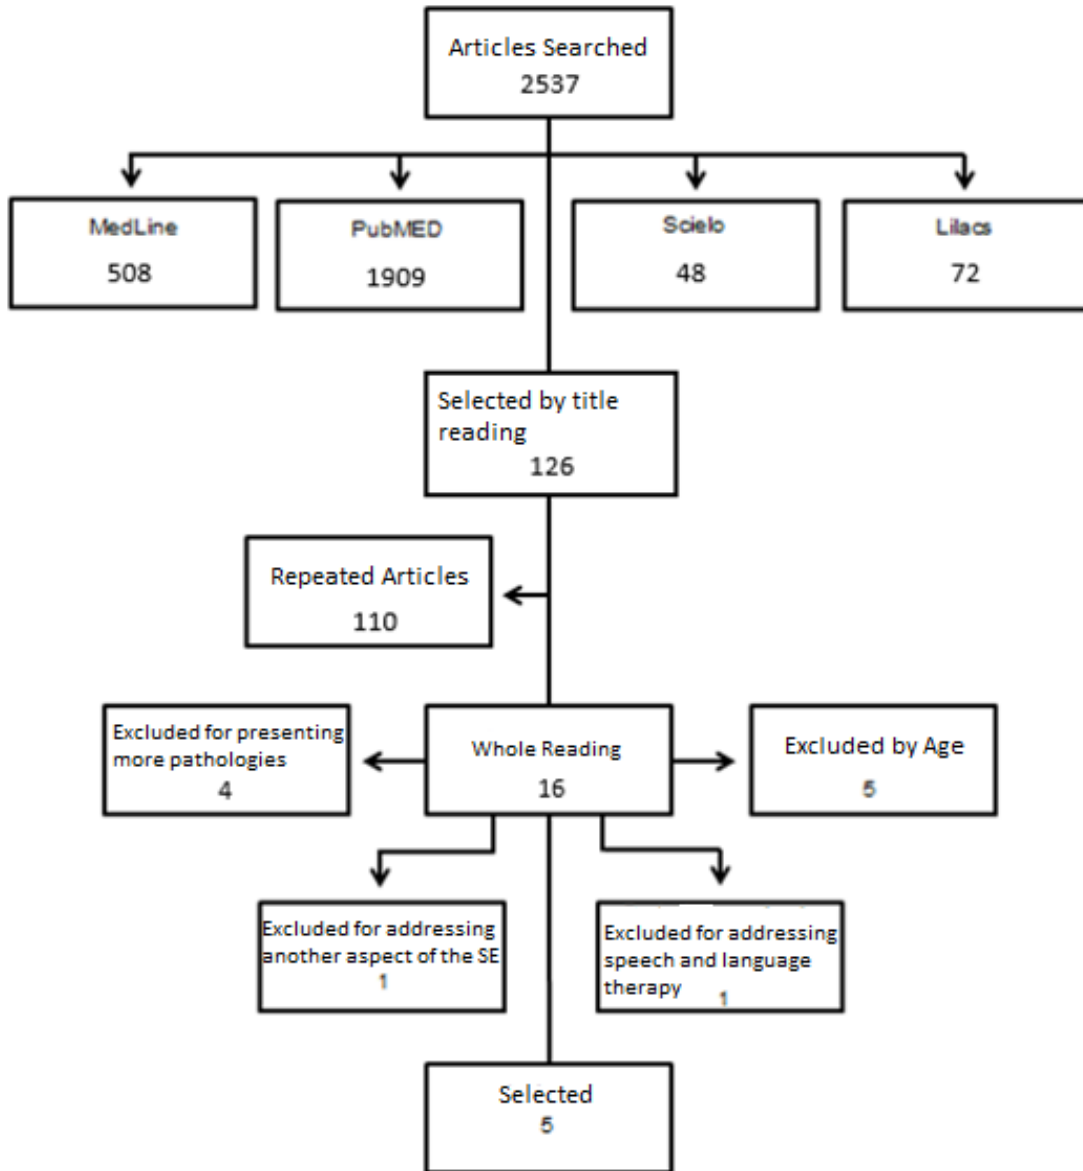 Articles Searched
2537
MedLine
508
PubMED
1909
Scielo
48
Lilacs
72
Selected by title
reading
126
Repeated Articles
110
Excluded for presenting
more pathologies
4
Whole Reading
16
Excluded by Age
5
Excluded for addressing
another aspect of the SE
1
Excluded for addressing
speech and language
therapy 1
Selected
5